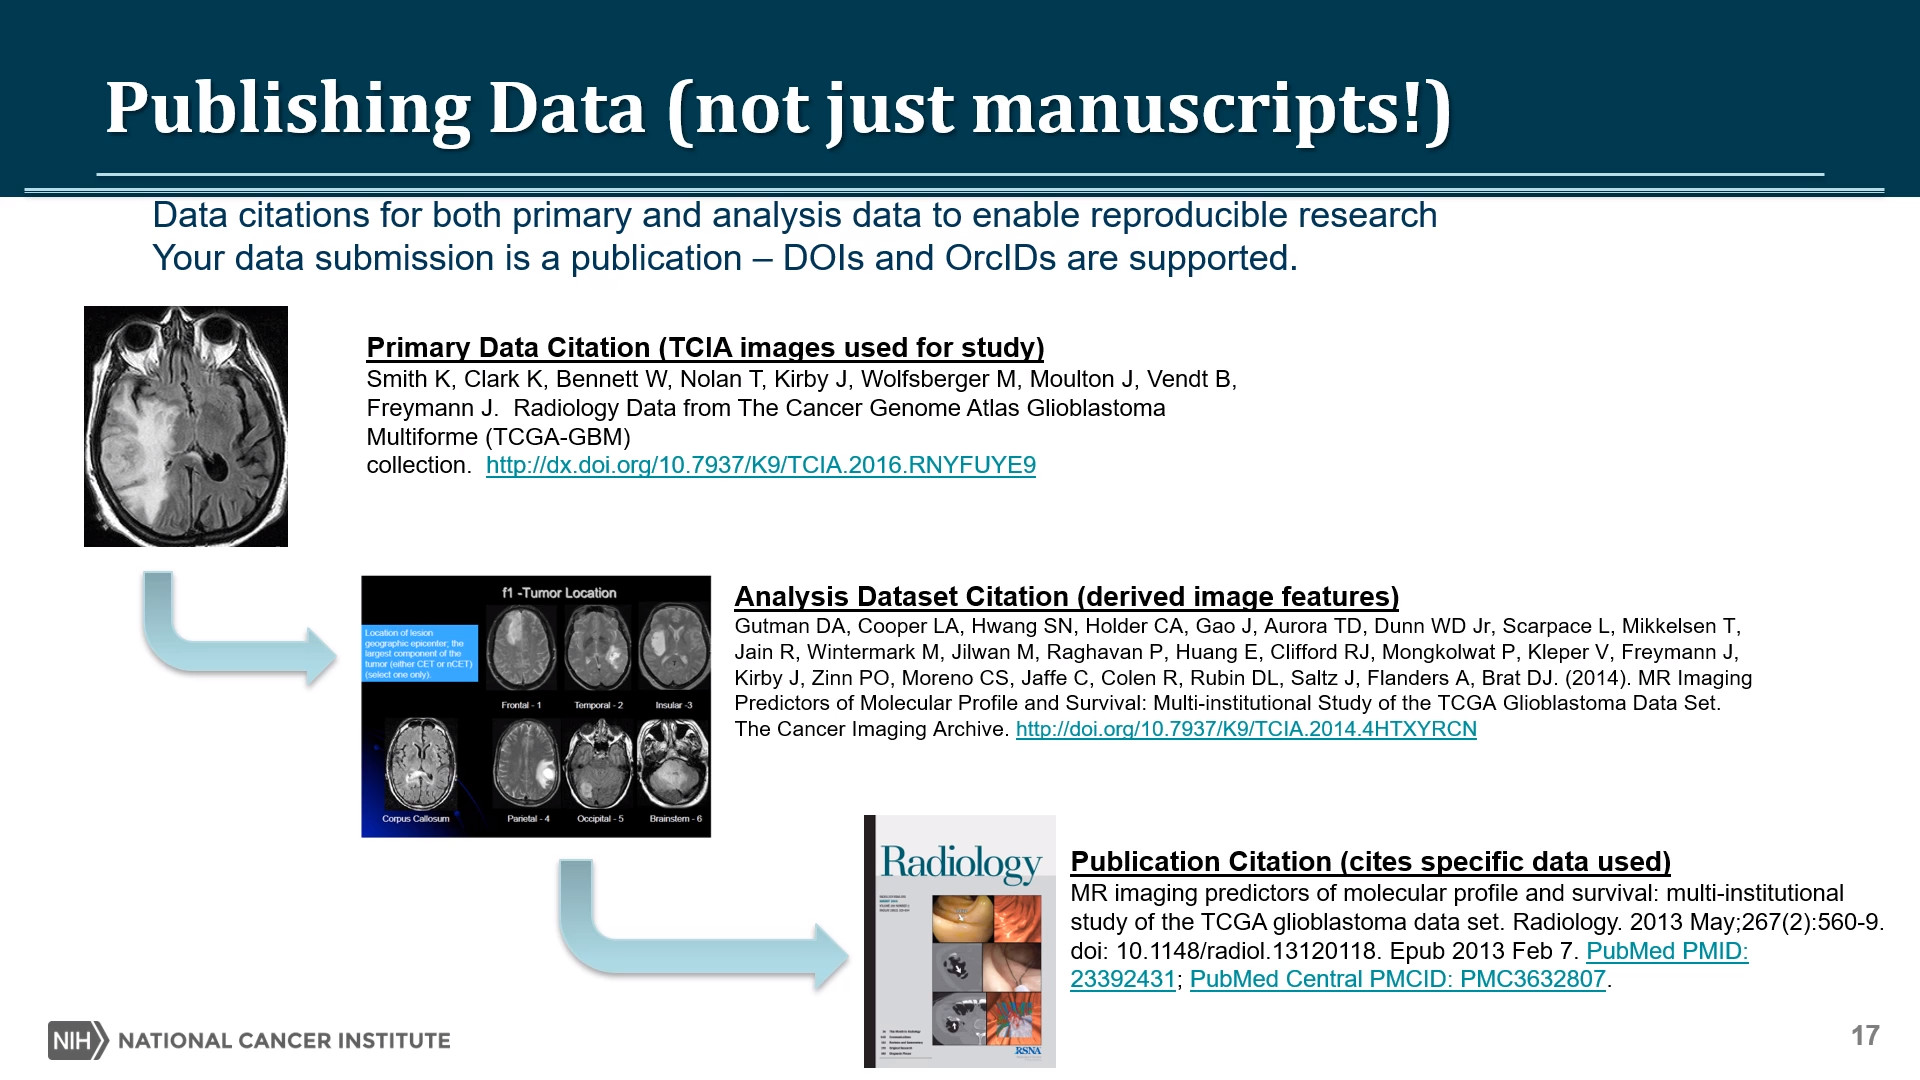 Publishing Data (not just manuscripts!)
Data citations for both primary and analysis data to enable reproducible research
Your data submission is a publication – DOIs and OrcIDs are supported.
Primary Data Citation (TCIA images used for study)
Smith K, Clark K, Bennett W, Nolan T, Kirby J, Wolfsberger M, Moulton J, Vendt B,
Freymann J.  Radiology Data from The Cancer Genome Atlas Glioblastoma
Multiforme (TCGA-GBM)
collection.  http://dx.doi.org/10.7937/K9/TCIA.2016.RNYFUYE9
f1 -Tumor Location
Location of lesion
geographic epicenter; the
largest component of the
tumor (either CET or nCET)
(select one only).
Frontal - 1
Temporal - 2
Insular -3
Corpus Callosum
Parietal - 4
Occipital - 5
Brainstem - 6
Analysis Dataset Citation (derived image features)
Gutman DA, Cooper LA, Hwang SN, Holder CA, Gao J, Aurora TD, Dunn WD Jr, Scarpace L, Mikkelsen T,
Jain R, Wintermark M, Jilwan M, Raghavan P, Huang E, Clifford RJ, Mongkolwat P, Kleper V, Freymann J,
Kirby J, Zinn PO, Moreno CS, Jaffe C, Colen R, Rubin DL, Saltz J, Flanders A, Brat DJ. (2014). MR Imaging
Predictors of Molecular Profile and Survival: Multi-institutional Study of the TCGA Glioblastoma Data Set.
The Cancer Imaging Archive. http://doi.org/10.7937/K9/TCIA.2014.4HTXYRCN
Radiology
RSNA
Publication Citation (cites specific data used)
MR imaging predictors of molecular profile and survival: multi-institutional
study of the TCGA glioblastoma data set. Radiology. 2013 May;267(2):560-9.
doi: 10.1148/radiol.13120118. Epub 2013 Feb 7. PubMed PMID:
23392431; PubMed Central PMCID: PMC3632807.
NIH NATIONAL CANCER INSTITUTE
17